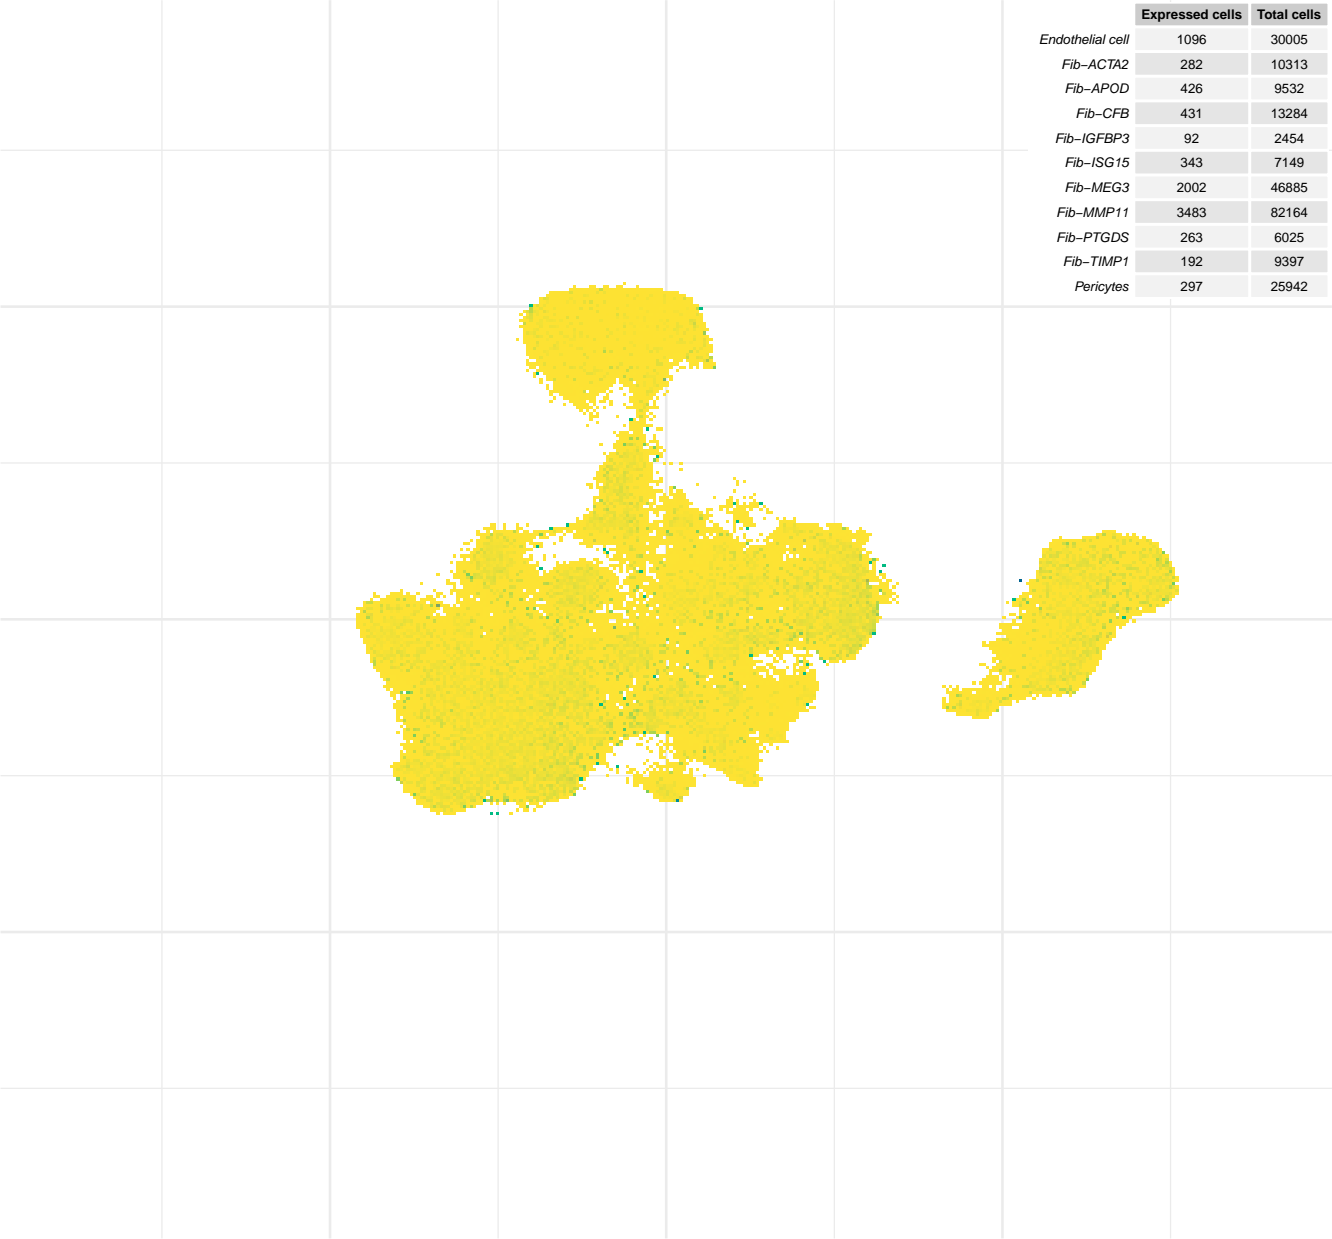 Expressed cells Total cells
Endothelial cell 1096 30005
Fib−ACTA2 282 10313
Fib−APOD 426 9532
Fib−CFB 431 13284
Fib−IGFBP3 92 2454
Fib−ISG15 343 7149
Fib−MEG3 2002 46885
Fib−MMP11 3483 82164
Fib−PTGDS 263 6025
Fib−TIMP1 192 9397
Pericytes 297 25942